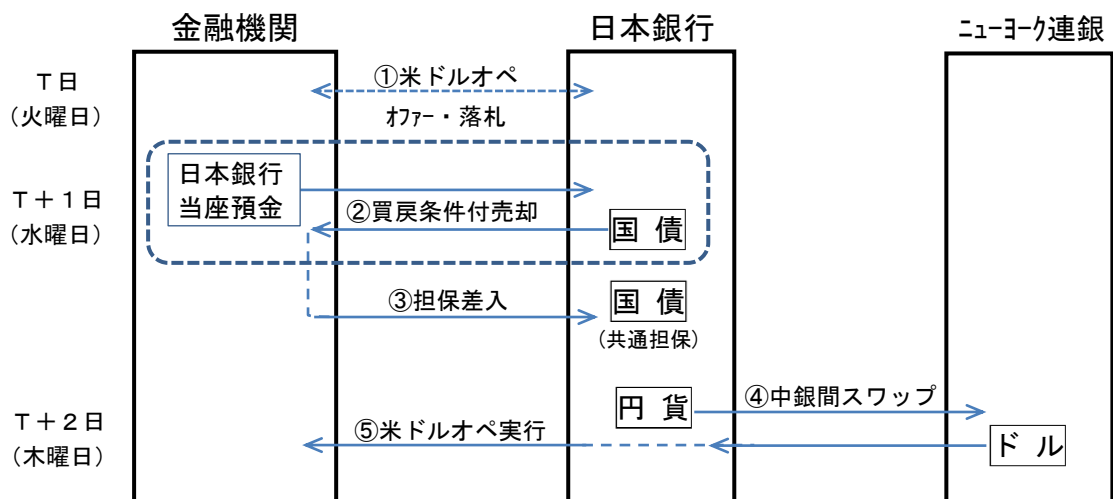 金融機関
日本銀行
ﾆｭｰﾖｰｸ連銀
T日
(火曜日)
①米ドルオペ
ｵﾌｧｰ・落札
T+1日
(水曜日)
日本銀行
当座預金
②買戻条件付売却
国 債
③担保差入
国 債
(共通担保)
T+2日
(木曜日)
円 貨
④中銀間スワップ
⑤米ドルオペ実行
ド ル